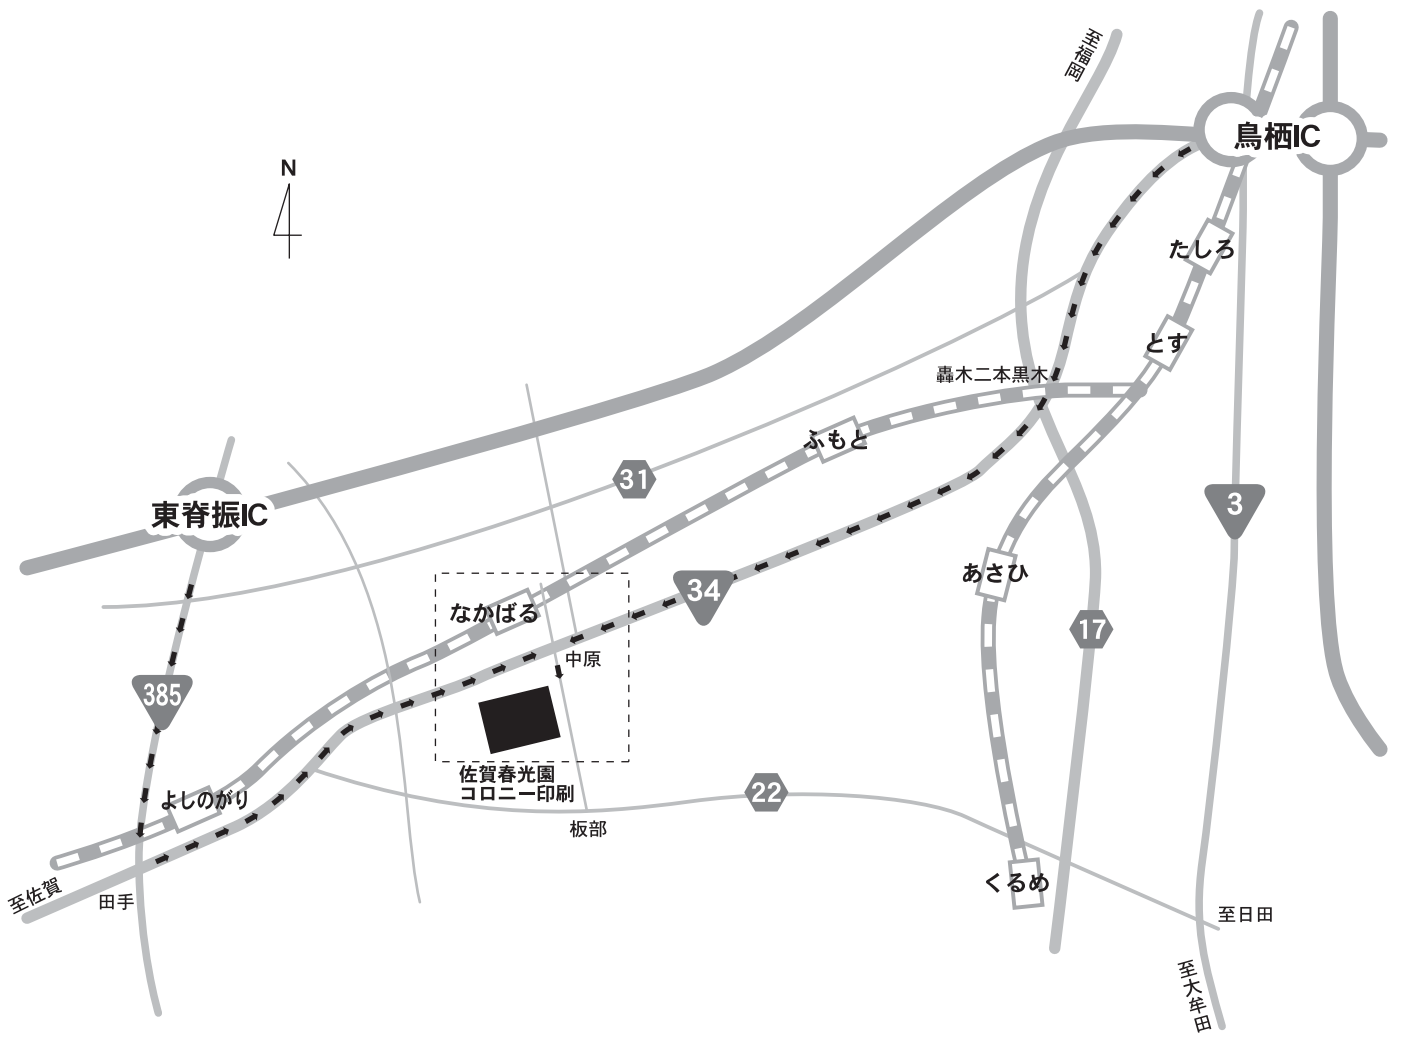 至福岡
鳥栖IC
N
たしろ
とす
轟木二本黒木
ふもと
31
3
東脊振IC
あさひ
34
なかばる
17
中原
385
佐賀春光園
コロニー印刷
22
よしのがり
板部
くるめ
至佐賀
田手
至日田
至大牟田